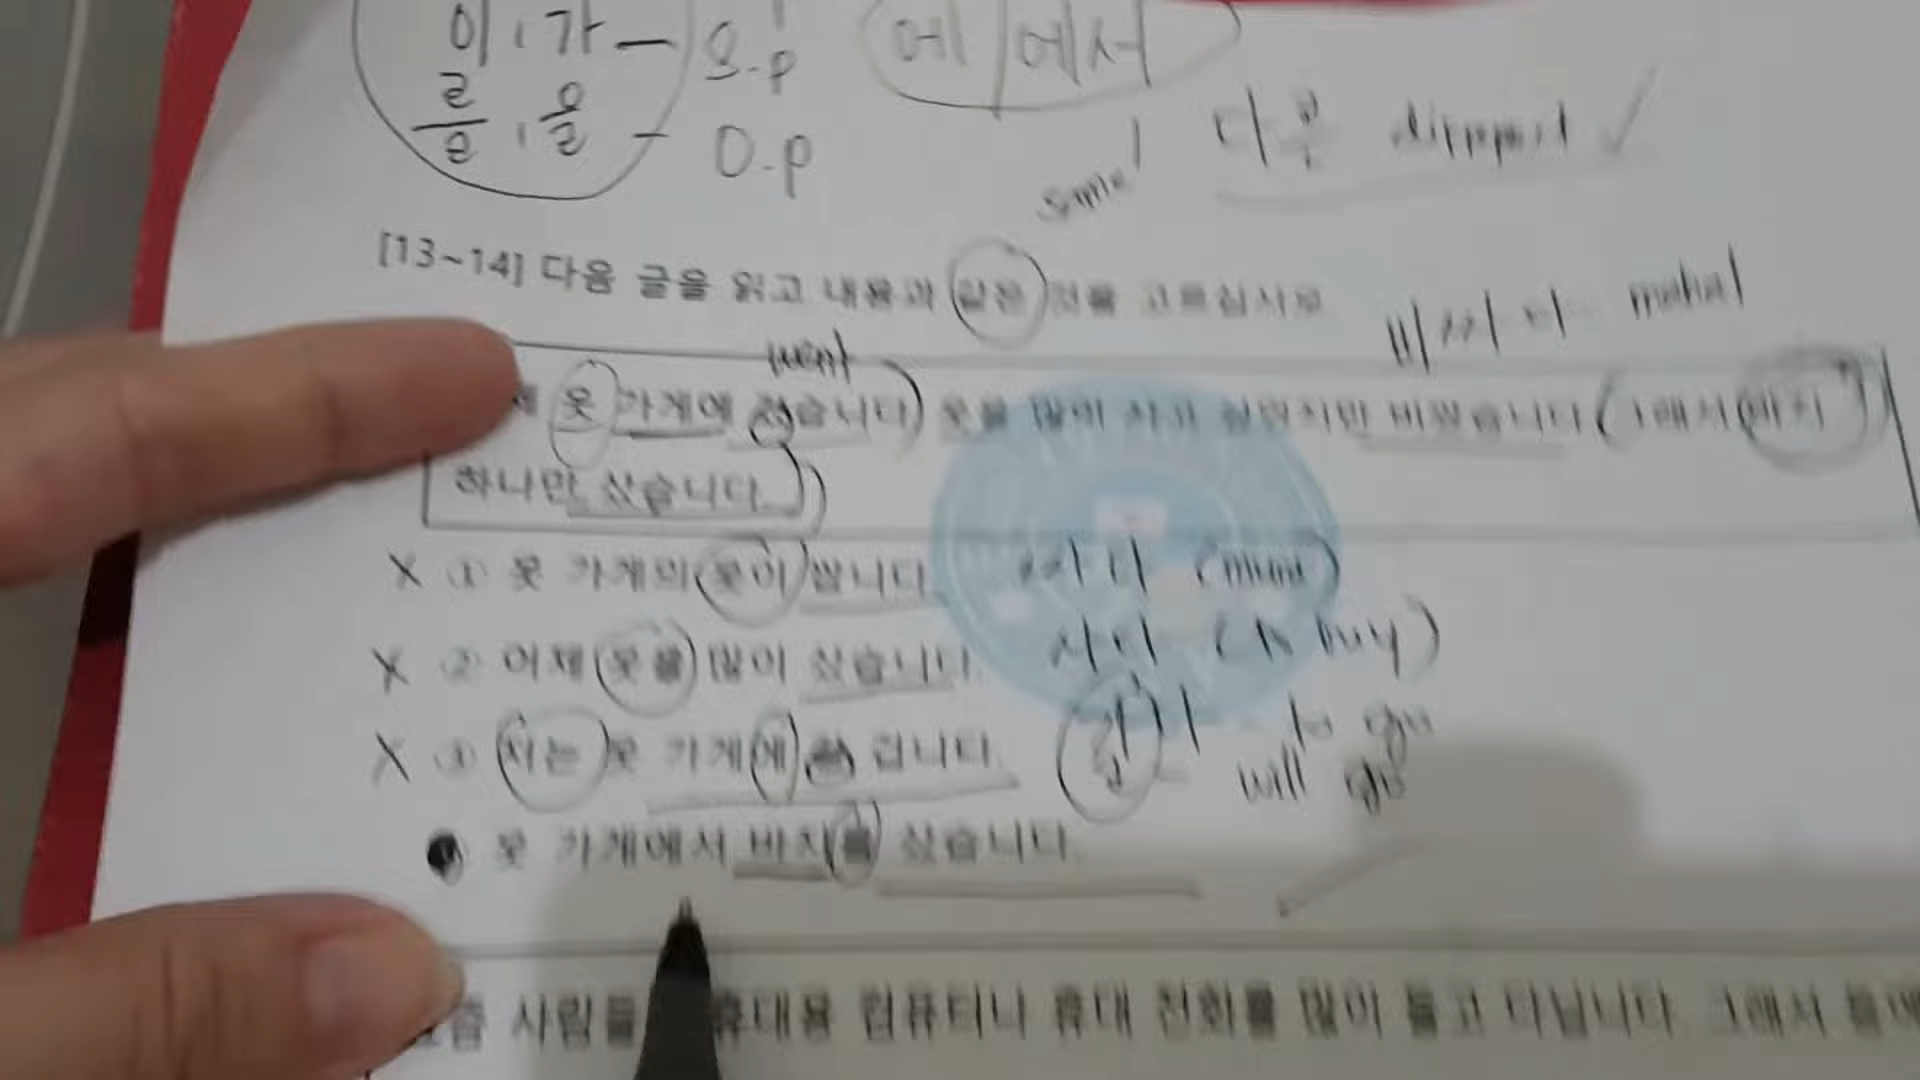 이, 가 — S.p
에 에서
를, 을 - O.p
다른 different ✓
same
[13~14] 다음 글을 읽고 내용과 같은 것을 고르십시오
비싸다 - mahal
went
옷 가게에 갔습니다 옷을 많이 사고 싶었지만 비쌌습니다 그래서 바지
하나만 샀습니다.
X ① 옷 가게의 옷이 쌉니다. 싸다 (mura)
X ② 어제 옷을 많이 샀습니다. 사다 (to buy)
X ③ 저는 옷 가게에 갈 겁니다. 갈다 - to go
will go
옷 가게에서 바지를 샀습니다.
사람들 휴대용 컴퓨터나 휴대 전화를 많이 들고 다닙니다. 그래서